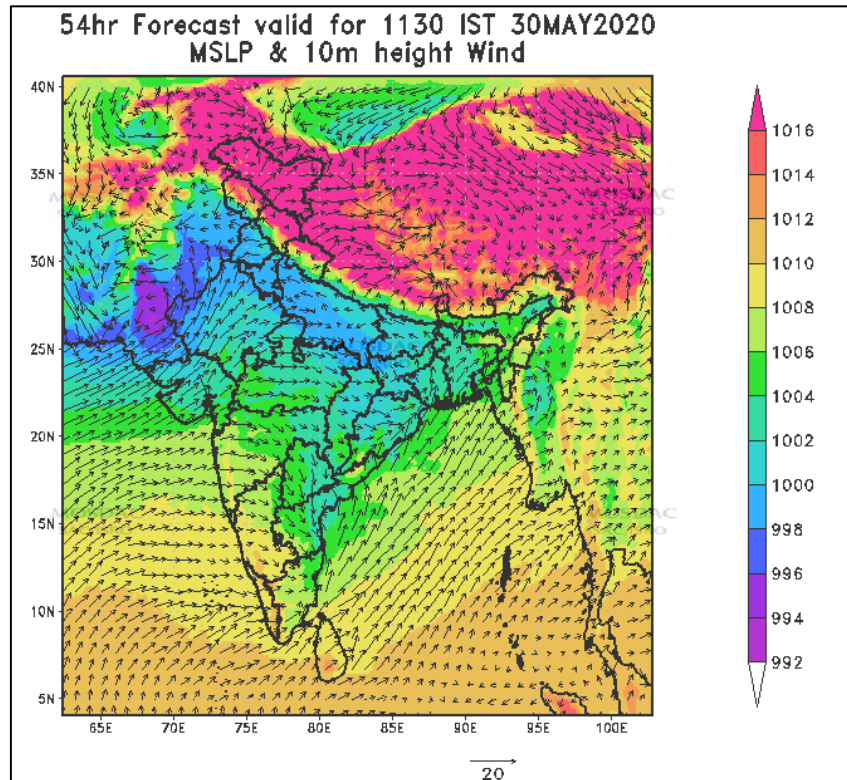 54hr Forecast valid for 1130 IST 30MAY2020
MSLP & 10m height Wind
40N
35N
30N
25N
20N
15N
10N
5N
65E
70E
75E
80E
85E
90E
95E
100E
20
1016
1014
1012
1010
1008
1006
1004
1002
1000
998
996
994
992